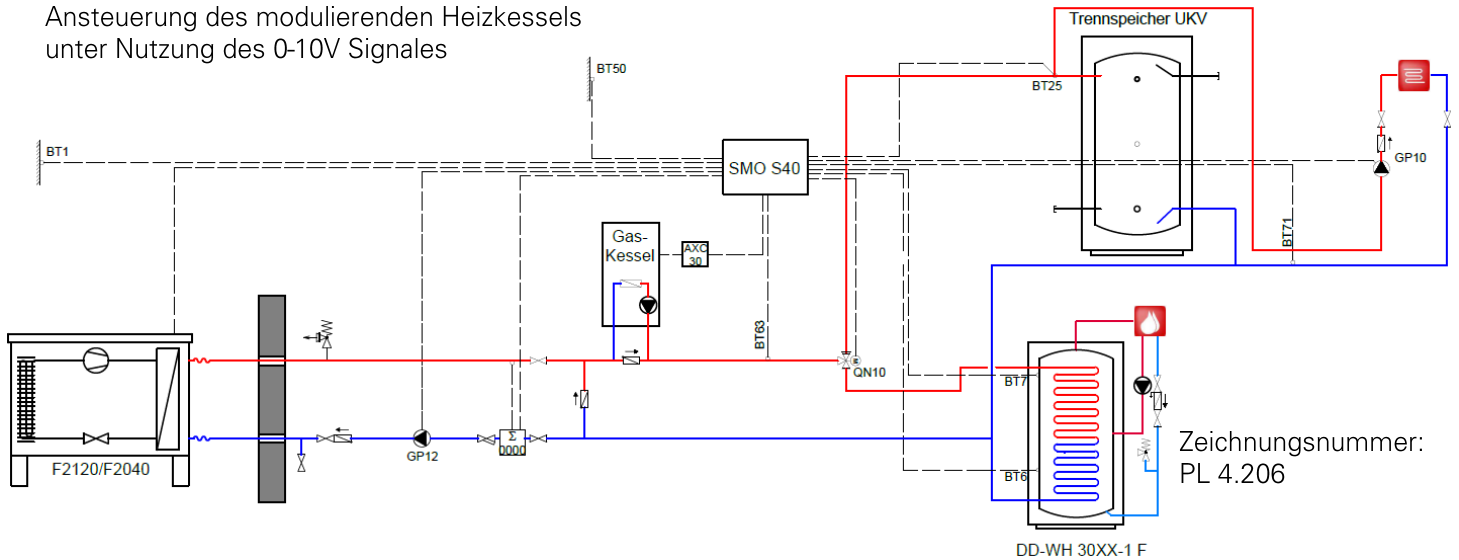 Ansteuerung des modulierenden Heizkessels
unter Nutzung des 0-10V Signales
Trennspeicher UKV
BT50
BT25
BT1
SMO S40
GP10
Gas-
Kessel
AXC
30
BT71
BT63
QN10
BT7
F2120/F2040
GP12
Σ
0000
BT6
Zeichnungsnummer:
PL 4.206
DD-WH 30XX-1 F